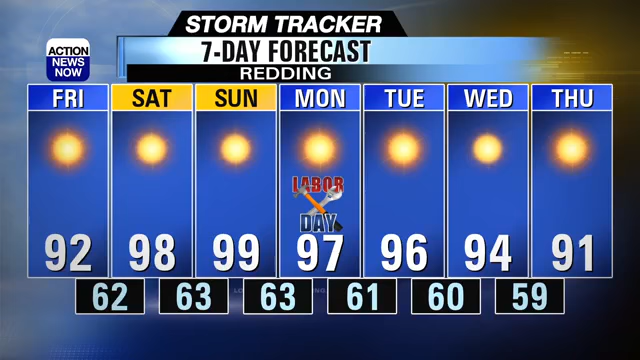 STORM TRACKER
ACTION
NEWS
NOW
7-DAY FORECAST
REDDING
FRI SAT SUN MON TUE WED THU
LABOR
DAY
92 98 99 97 96 94 91
62 63 63 61 60 59